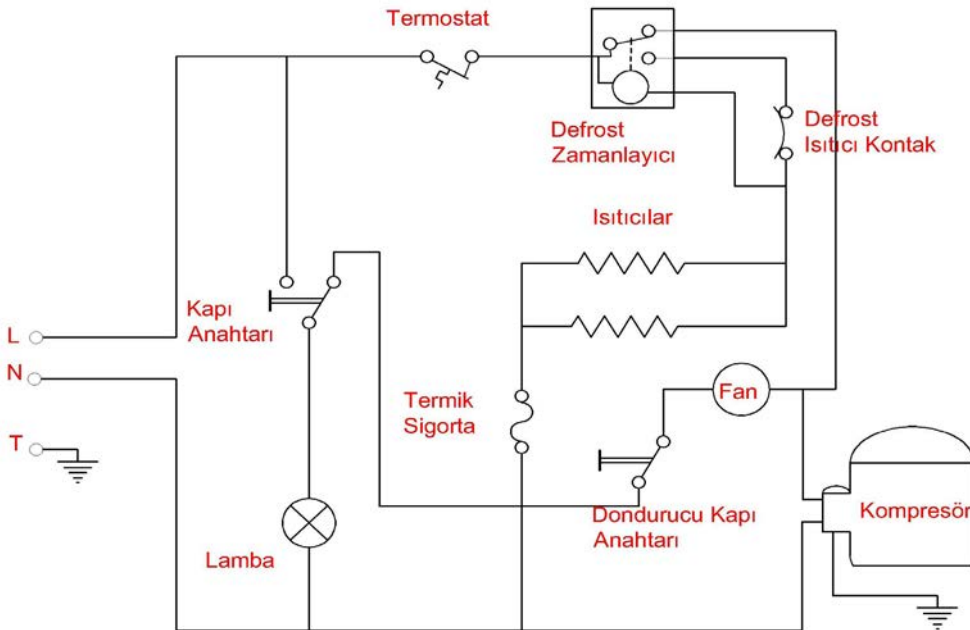 Termostat
Defrost
Zamanlayıcı
Defrost
Isıtıcı Kontak
Isıtıcılar
Kapı
Anahtarı
L
N
T
Termik
Sigorta
Fan
Dondurucu Kapı
Anahtarı
Kompresör
Lamba